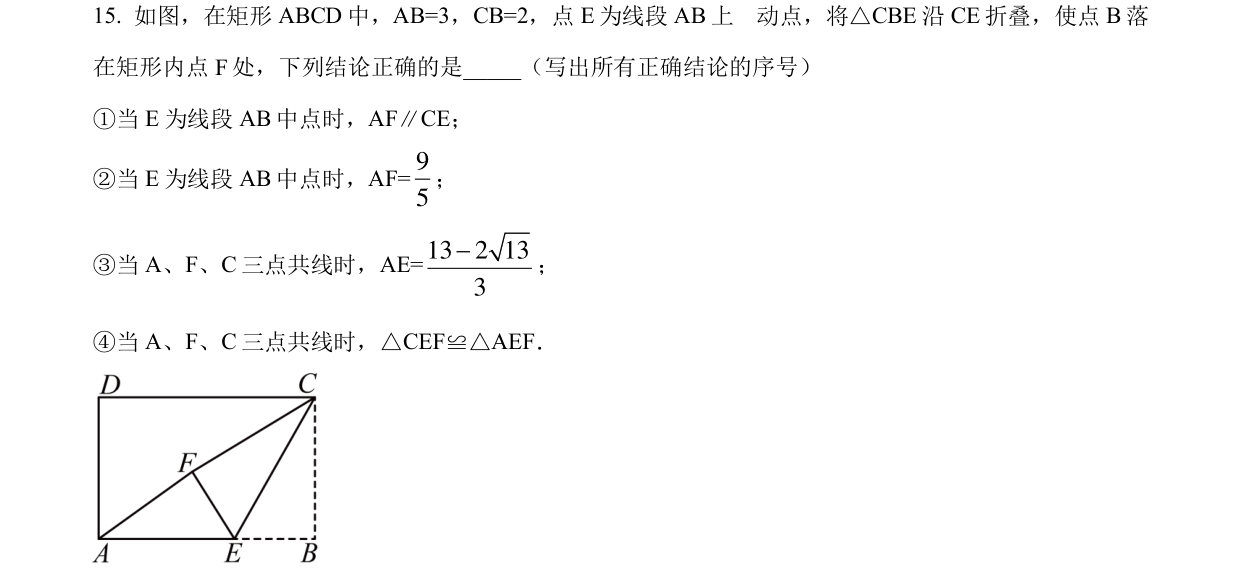 15. 如图，在矩形 ABCD 中，AB=3，CB=2，点 E 为线段 AB 上　动点，将△CBE 沿 CE 折叠，使点 B 落
在矩形内点 F 处，下列结论正确的是_____（写出所有正确结论的序号）
①当 E 为线段 AB 中点时，AF∥CE；
②当 E 为线段 AB 中点时，AF=9/5；
③当 A、F、C 三点共线时，AE=(13−2√13)/3；
④当 A、F、C 三点共线时，△CEF≌△AEF．
D C
F
A E B